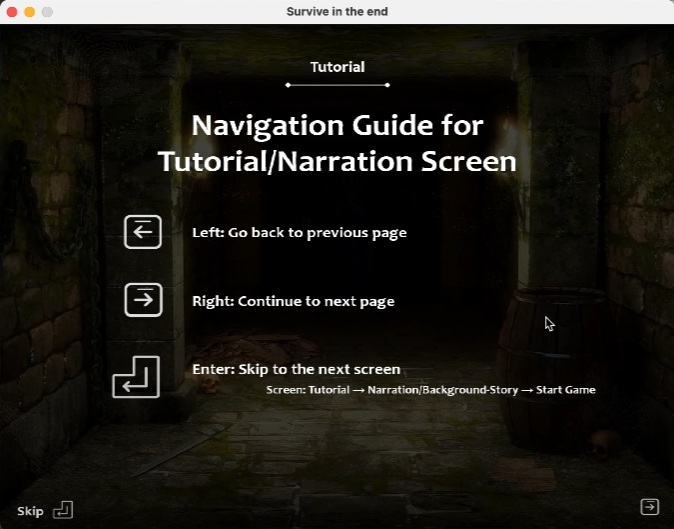 Survive in the end
Tutorial
Navigation Guide for
Tutorial/Narration Screen
Left: Go back to previous page
Right: Continue to next page
Enter: Skip to the next screen
Screen: Tutorial → Narration/Background-Story → Start Game
Skip